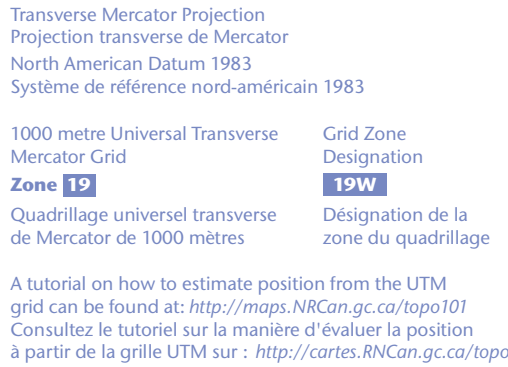 Transverse Mercator Projection
Projection transverse de Mercator
North American Datum 1983
Système de référence nord-américain 1983
1000 metre Universal Transverse
Mercator Grid
Zone 19
Quadrillage universel transverse
de Mercator de 1000 mètres
Grid Zone
Designation
19W
Désignation de la
zone du quadrillage
A tutorial on how to estimate position from the UTM
grid can be found at: http://maps.NRCan.gc.ca/topo101
Consultez le tutoriel sur la manière d'évaluer la position
à partir de la grille UTM sur : http://cartes.RNCan.gc.ca/topo